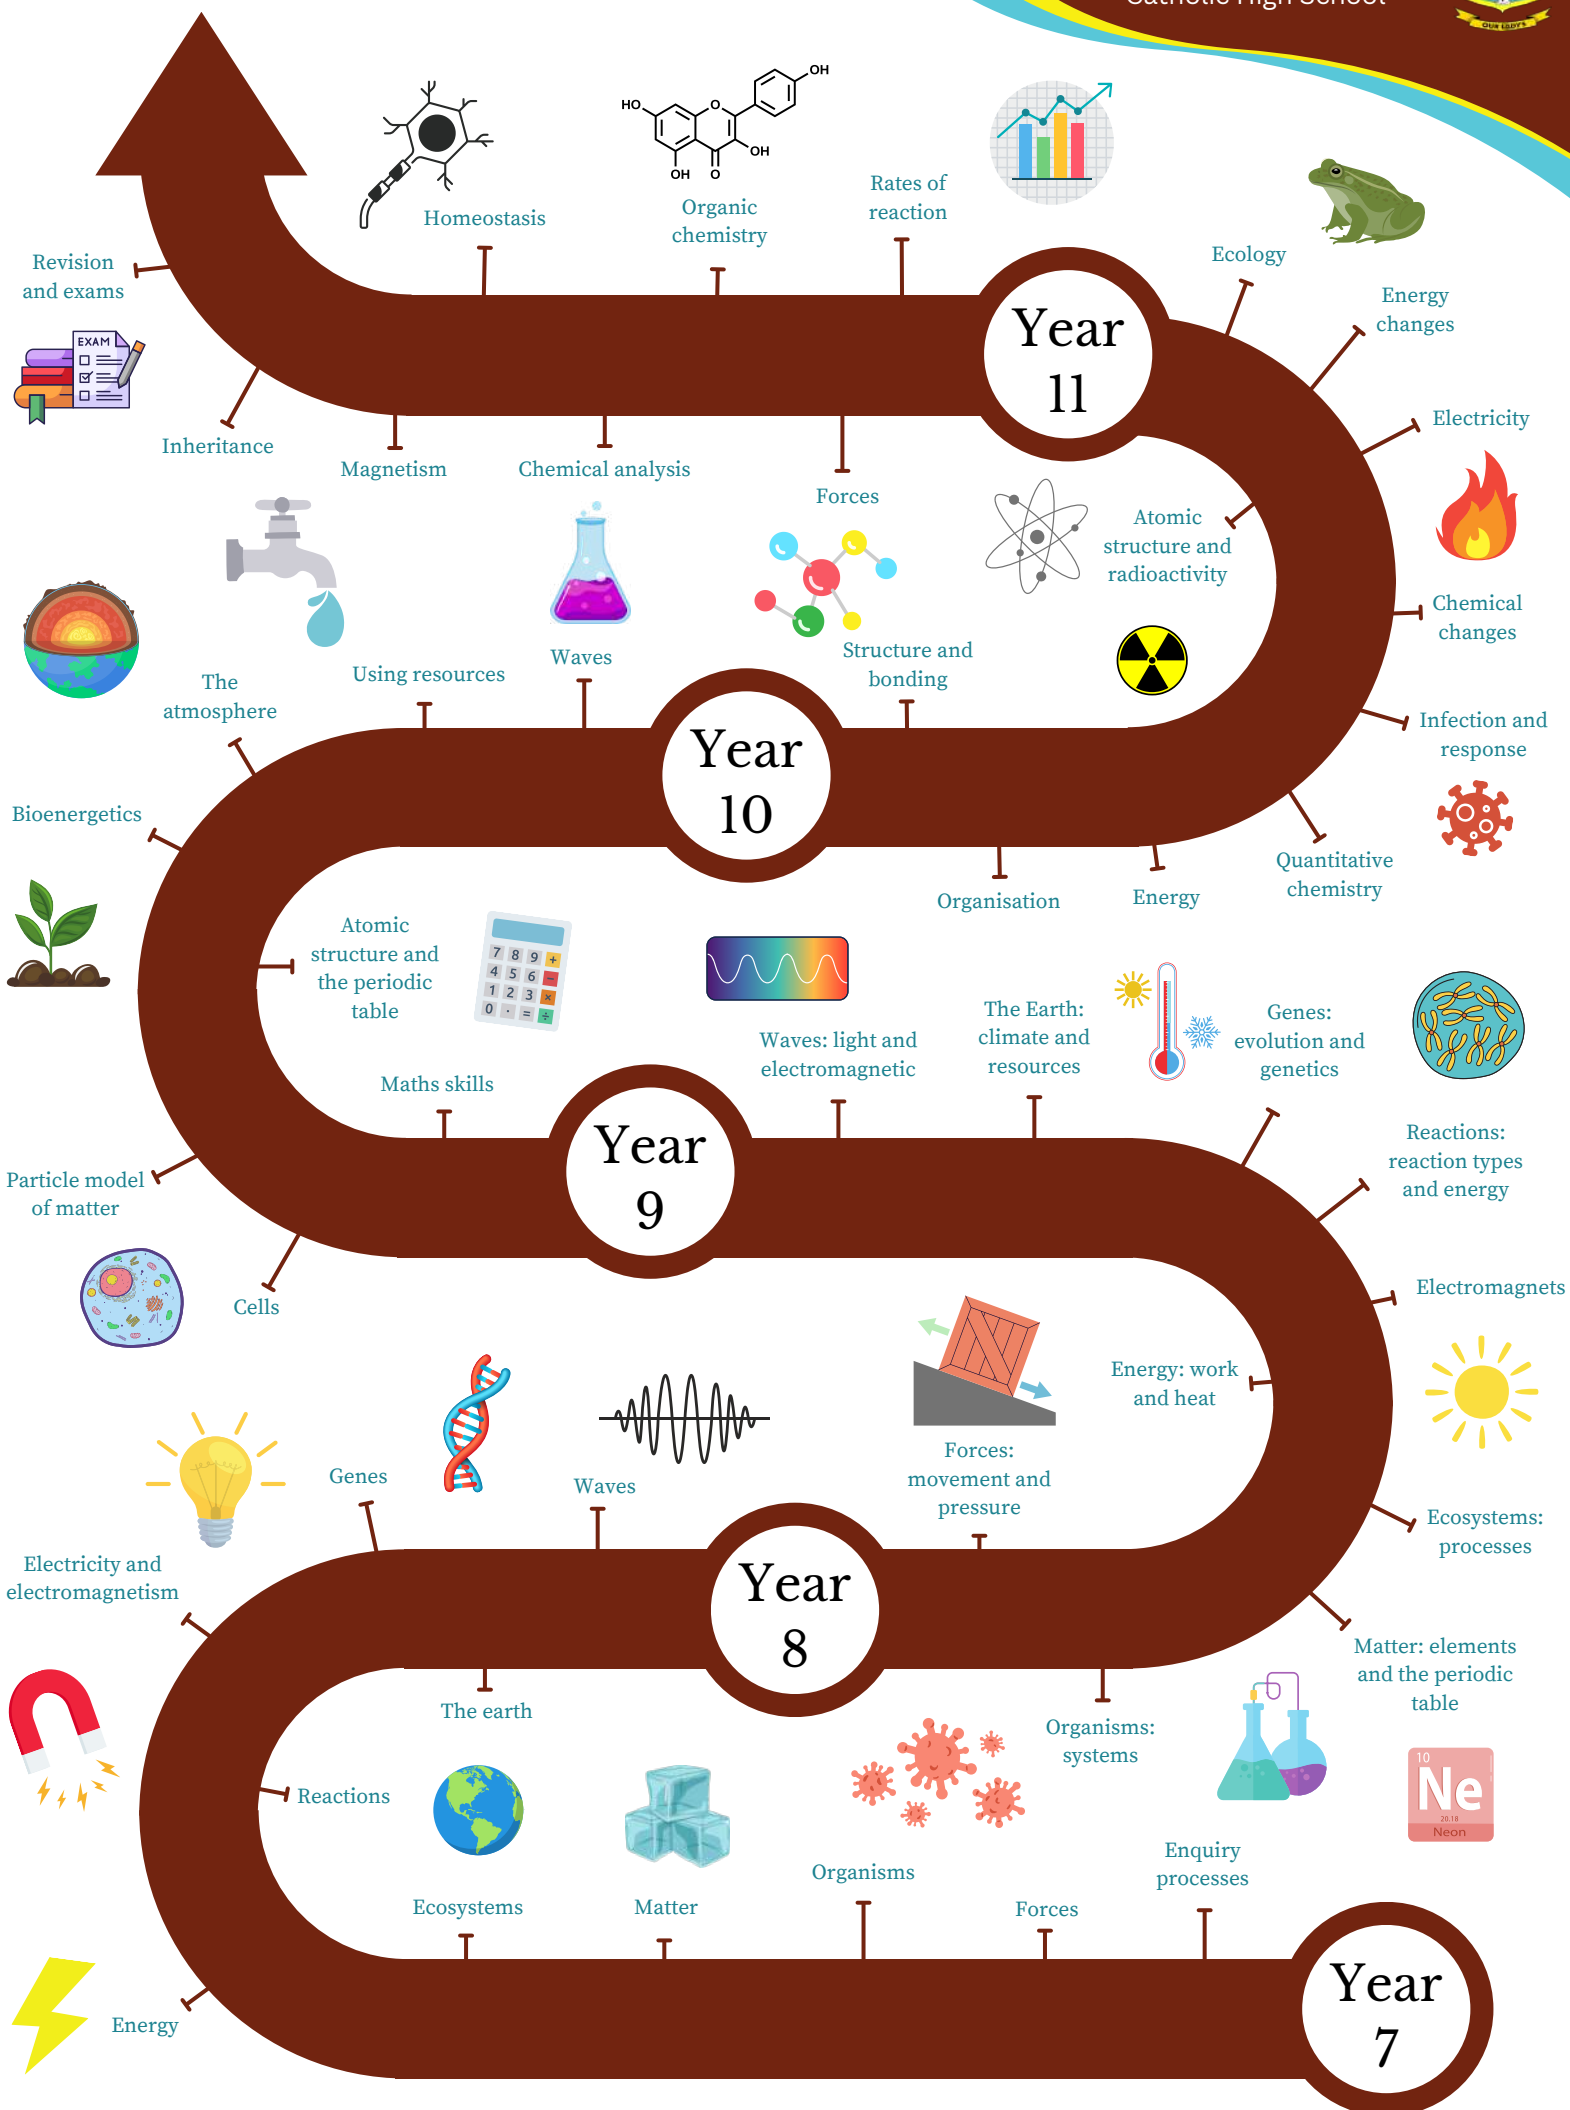 Catholic High School
OUR LADY'S
OH
HO
O
OH
OH
O
Homeostasis
Organic
chemistry
Rates of
reaction
Ecology
Energy
changes
Revision
and exams
EXAM
Year
11
Electricity
Inheritance
Magnetism
Chemical analysis
Forces
Atomic
structure and
radioactivity
Chemical
changes
The
atmosphere
Using resources
Waves
Structure and
bonding
Infection and
response
Year
10
Bioenergetics
Quantitative
chemistry
Organisation
Energy
Atomic
structure and
the periodic
table
7 8 9 +
4 5 6 −
1 2 3 ×
0 · = ÷
Waves: light and
electromagnetic
The Earth:
climate and
resources
Genes:
evolution and
genetics
Maths skills
Year
9
Reactions:
reaction types
and energy
Particle model
of matter
Cells
Electromagnets
Energy: work
and heat
Forces:
movement and
pressure
Genes
Waves
Ecosystems:
processes
Electricity and
electromagnetism
Year
8
Matter: elements
and the periodic
table
The earth
Organisms:
systems
10
Ne
20.18
Neon
Reactions
Ecosystems
Matter
Organisms
Forces
Enquiry
processes
Energy
Year
7